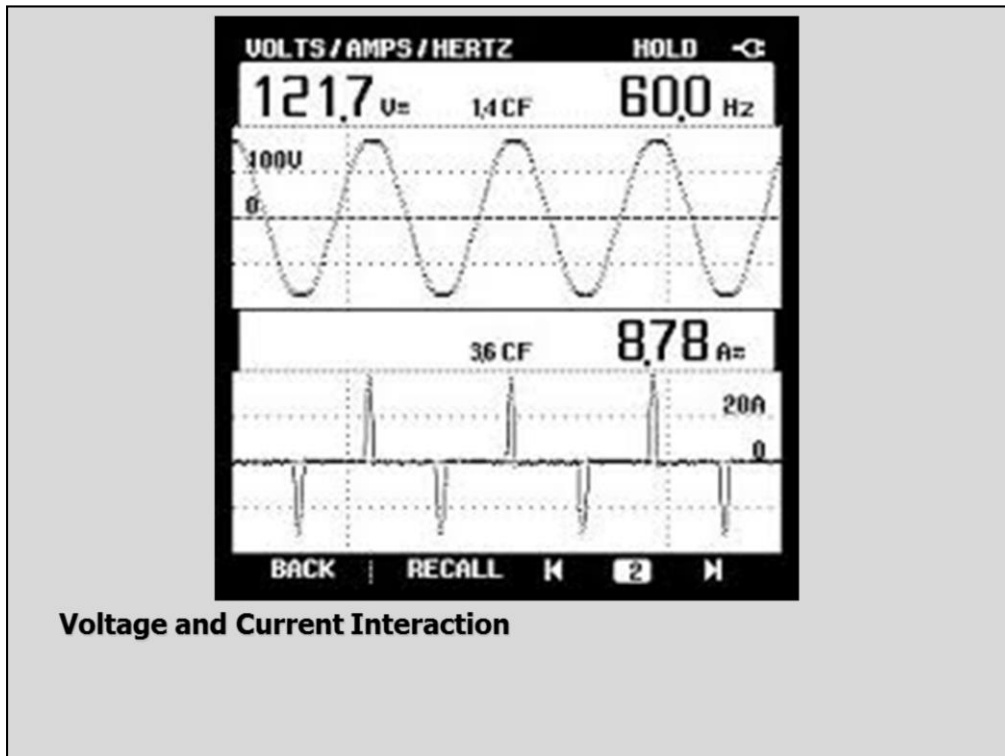 VOLTS/AMPS/HERTZ HOLD
121.7 V≂ 1,4 CF 60.0 Hz
100V
0
3,6 CF 8.78 A≂
20A
0
BACK RECALL 2
Voltage and Current Interaction